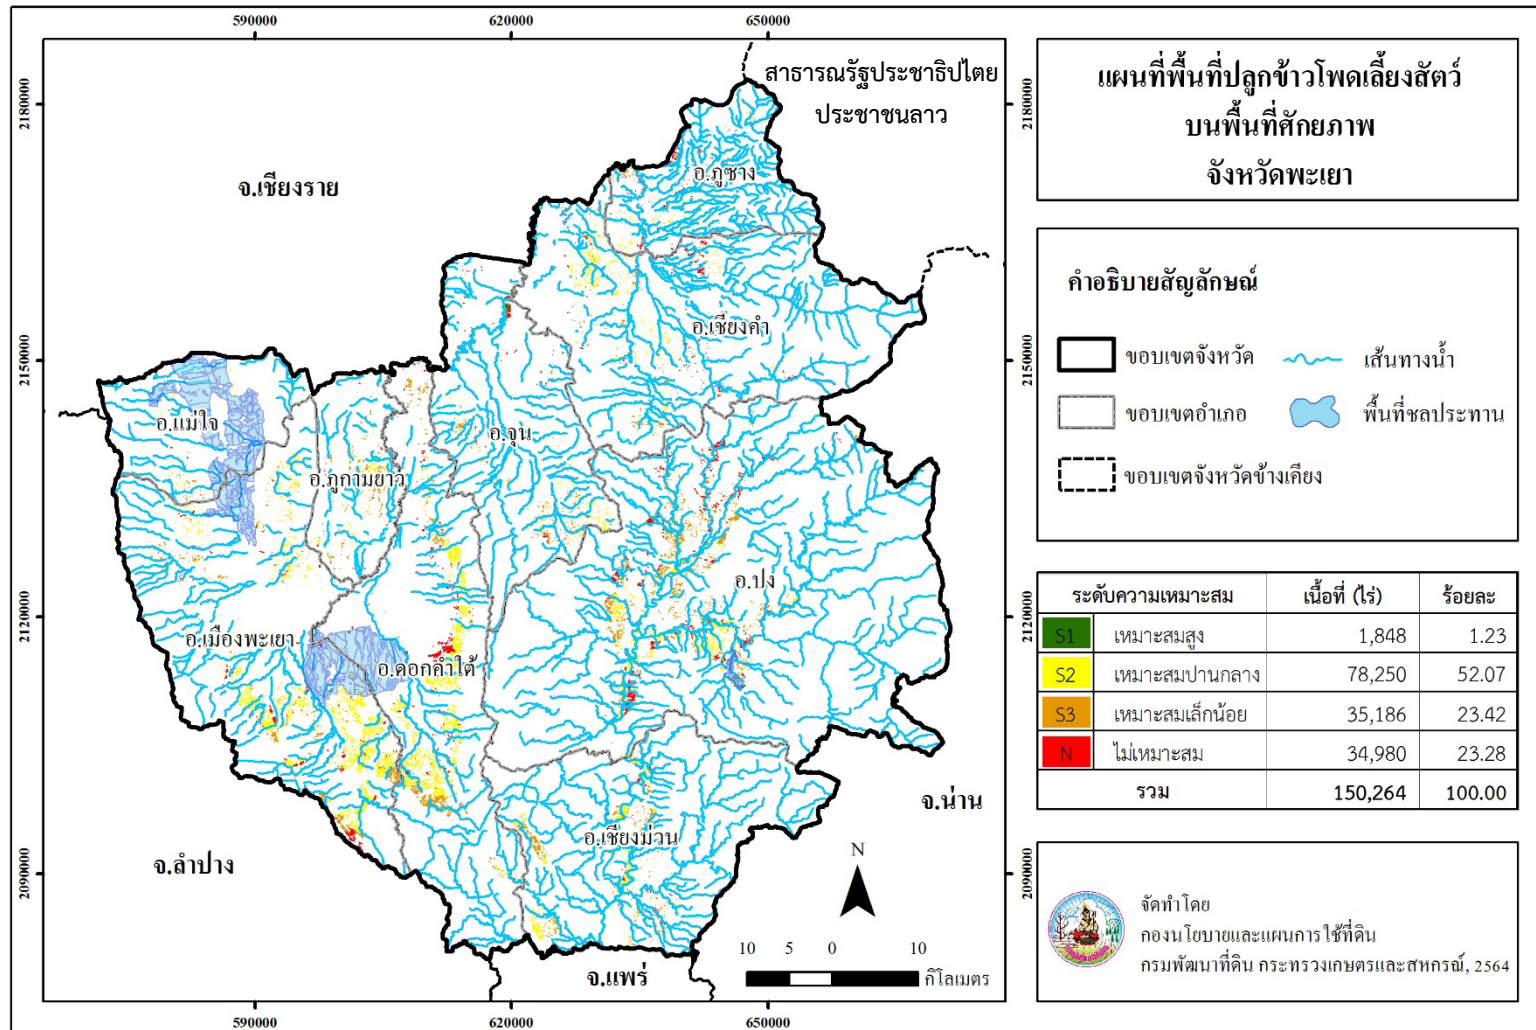 590000 620000 650000
แผนที่พื้นที่ปลูกข้าวโพดเลี้ยงสัตว์
บนพื้นที่ศักยภาพ
จังหวัดพะเยา
สาธารณรัฐประชาธิปไตย
ประชาชนลาว
2180000 2180000
จ.เชียงราย
อ.ภูซาง
อ.เชียงคำ
2150000 2150000
อ.แม่ใจ
อ.จุน
อ.ภูกามยาว
อ.ปง
2120000 2120000
อ.เมืองพะเยา
อ.ดอกคำใต้
จ.น่าน
อ.เชียงม่วน
จ.ลำปาง
2090000 2090000
N
10 5 0 10
กิโลเมตร
จ.แพร่
590000 620000 650000
คำอธิบายสัญลักษณ์
ขอบเขตจังหวัด เส้นทางน้ำ
ขอบเขตอำเภอ พื้นที่ชลประทาน
ขอบเขตจังหวัดข้างเคียง
ระดับความเหมาะสม เนื้อที่ (ไร่) ร้อยละ
S1 เหมาะสมสูง 1,848 1.23
S2 เหมาะสมปานกลาง 78,250 52.07
S3 เหมาะสมเล็กน้อย 35,186 23.42
N ไม่เหมาะสม 34,980 23.28
รวม 150,264 100.00
จัดทำโดย
กองนโยบายและแผนการใช้ที่ดิน
กรมพัฒนาที่ดิน กระทรวงเกษตรและสหกรณ์, 2564